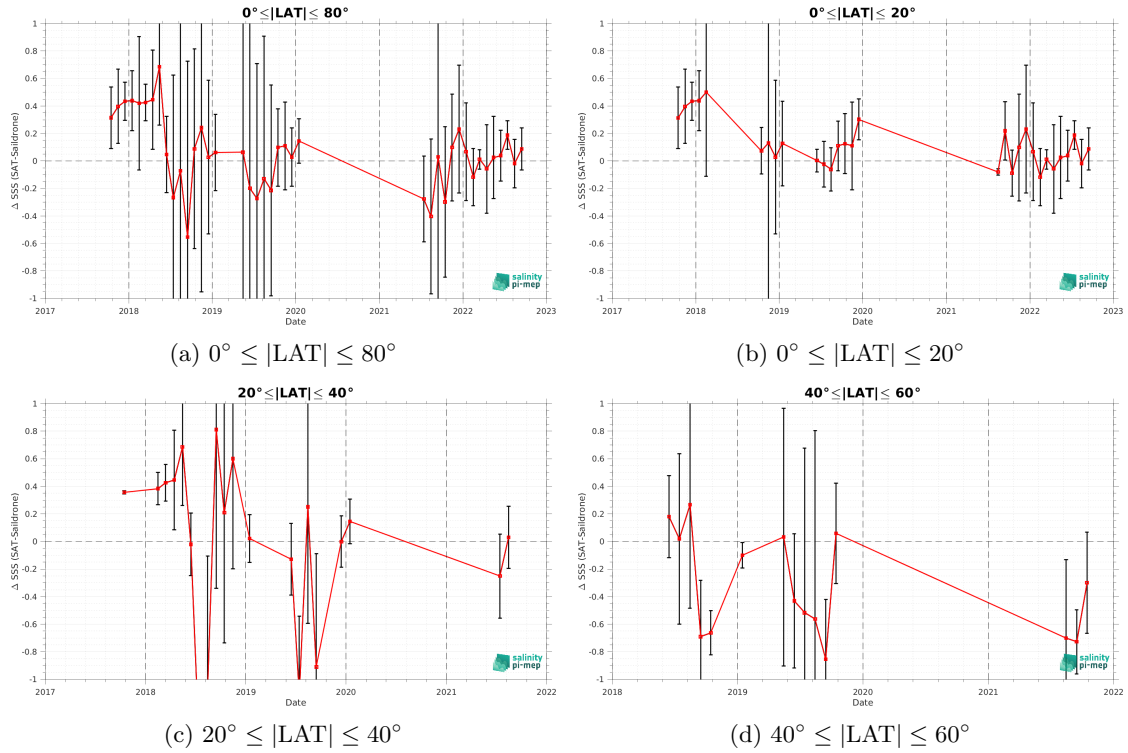 0°≤|LAT|≤ 80°
1
0.8
0.6
0.4
0.2
0
-0.2
-0.4
-0.6
-0.8
-1
Δ SSS (SAT-Saildrone)
2017
2018
2019
2020
2021
2022
2023
Date
salinity
pi-mep
(a) 0° ≤ |LAT| ≤ 80°
0°≤|LAT|≤ 20°
1
0.8
0.6
0.4
0.2
0
-0.2
-0.4
-0.6
-0.8
-1
Δ SSS (SAT-Saildrone)
2017
2018
2019
2020
2021
2022
2023
Date
salinity
pi-mep
(b) 0° ≤ |LAT| ≤ 20°
20°≤|LAT|≤ 40°
1
0.8
0.6
0.4
0.2
0
-0.2
-0.4
-0.6
-0.8
-1
Δ SSS (SAT-Saildrone)
2017
2018
2019
2020
2021
2022
Date
salinity
pi-mep
(c) 20° ≤ |LAT| ≤ 40°
40°≤|LAT|≤ 60°
1
0.8
0.6
0.4
0.2
0
-0.2
-0.4
-0.6
-0.8
-1
Δ SSS (SAT-Saildrone)
2018
2019
2020
2021
2022
Date
salinity
pi-mep
(d) 40° ≤ |LAT| ≤ 60°